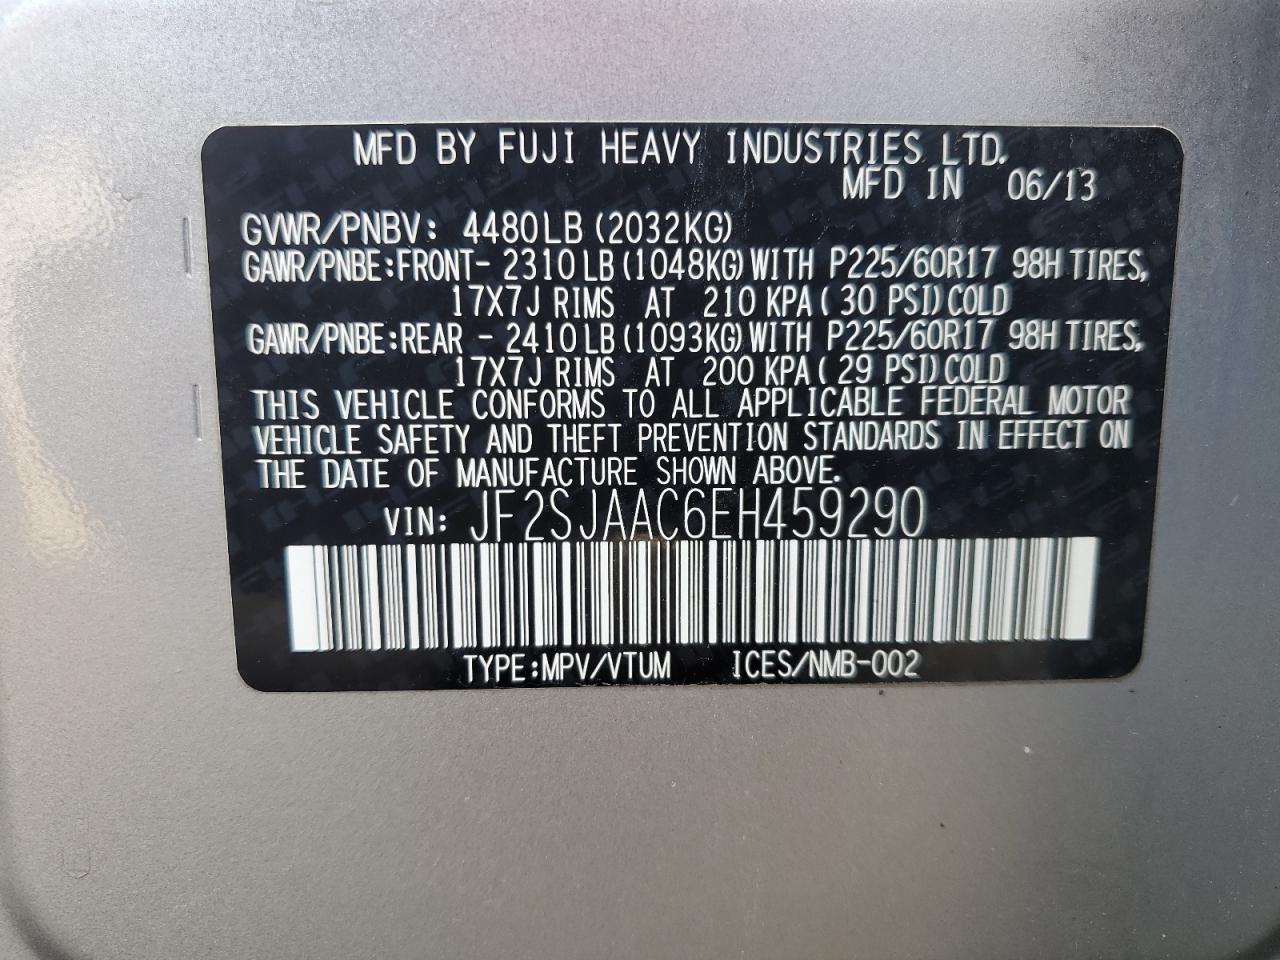 MFD BY FUJI HEAVY INDUSTRIES LTD.
MFD IN 06/13
GVWR/PNBV: 4480LB (2032KG)
GAWR/PNBE:FRONT- 2310LB(1048KG)WITH P225/60R17 98H TIRES,
17X7J RIMS AT 210 KPA( 30 PSI)COLD
GAWR/PNBE:REAR - 2410LB(1093KG)WITH P225/60R17 98H TIRES,
17X7J RIMS AT 200 KPA( 29 PSI)COLD
THIS VEHICLE CONFORMS TO ALL APPLICABLE FEDERAL MOTOR
VEHICLE SAFETY AND THEFT PREVENTION STANDARDS IN EFFECT ON
THE DATE OF MANUFACTURE SHOWN ABOVE.
VIN: JF2SJAAC6EH459290
TYPE:MPV/VTUM ICES/NMB-002